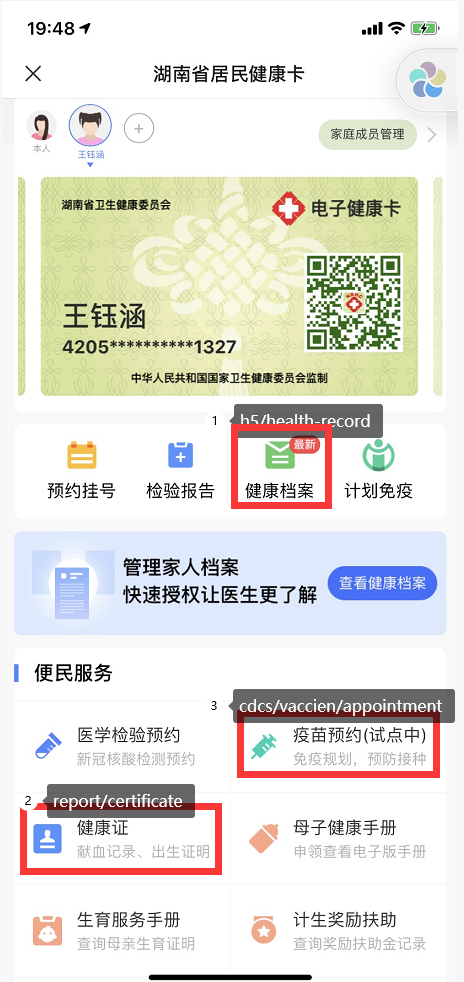 19:48
湖南省居民健康卡
本人
王钰涵
家庭成员管理
湖南省卫生健康委员会
电子健康卡
王钰涵
4205**********1327
中华人民共和国国家卫生健康委员会监制
1
h5/health-record
最新
预约挂号
检验报告
健康档案
计划免疫
管理家人档案
快速授权让医生更了解
查看健康档案
便民服务
3
cdcs/vaccien/appointment
医学检验预约
新冠核酸检测预约
疫苗预约(试点中)
免疫规划，预防接种
2
report/certificate
健康证
献血记录、出生证明
母子健康手册
申领查看电子版手册
生育服务手册
查询母亲生育证明
计生奖励扶助
查询奖励扶助金记录